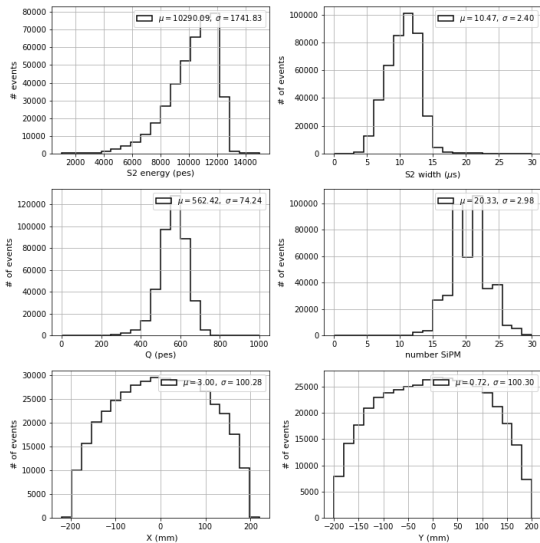 μ = 10290.09, σ = 1741.83
# events
80000
70000
60000
50000
40000
30000
20000
10000
0
2000 4000 6000 8000 10000 12000 14000
S2 energy (pes)
μ = 10.47, σ = 2.40
# of events
100000
80000
60000
40000
20000
0
0 5 10 15 20 25 30
S2 width (μs)
μ = 562.42, σ = 74.24
# of events
120000
100000
80000
60000
40000
20000
0
0 200 400 600 800 1000
Q (pes)
μ = 20.33, σ = 2.98
# of events
100000
80000
60000
40000
20000
0
0 5 10 15 20 25 30
number SiPM
μ = 3.00, σ = 100.28
# of events
30000
25000
20000
15000
10000
5000
0
−200 −100 0 100 200
X (mm)
μ = 0.72, σ = 100.30
# of events
25000
20000
15000
10000
5000
0
−200 −150 −100 −50 0 50 100 150 200
Y (mm)